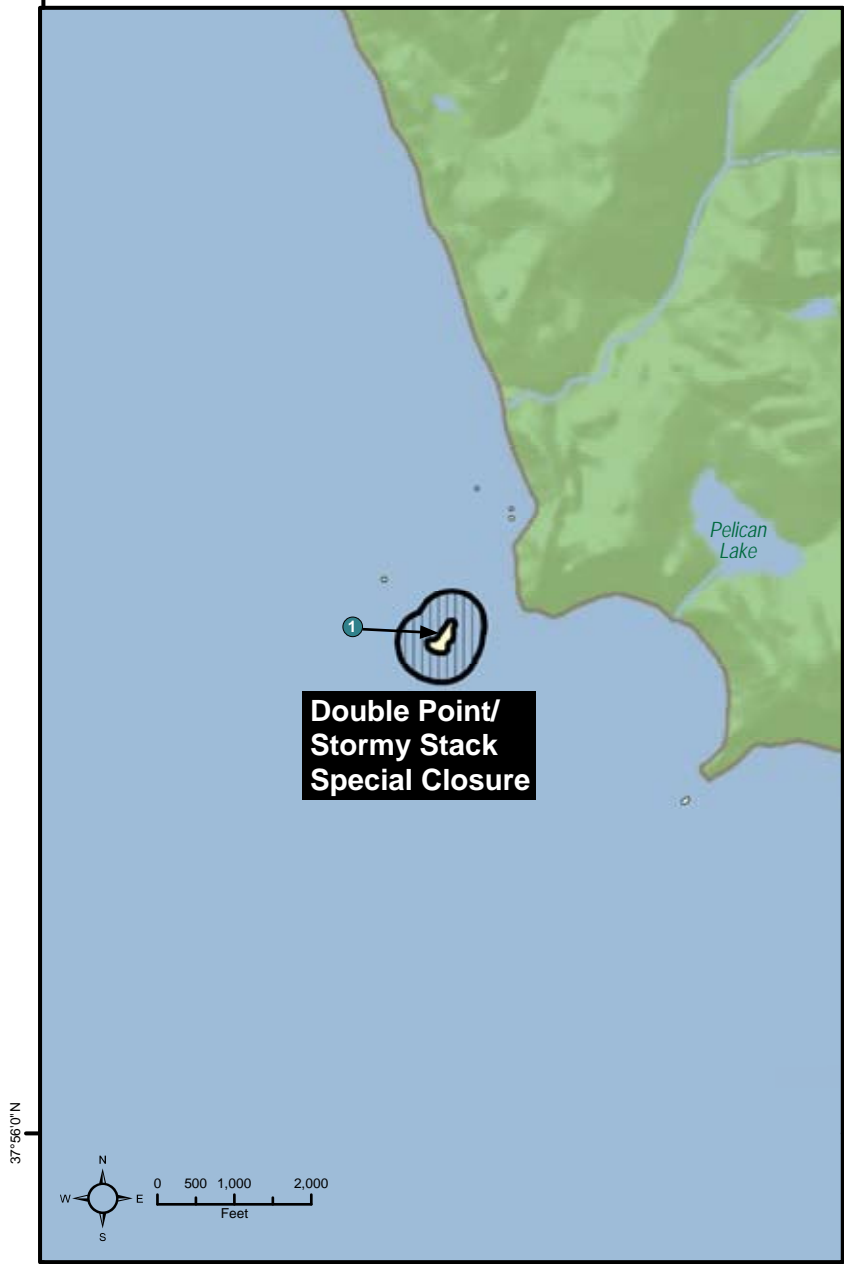 Pelican
Lake
1
Double Point/
Stormy Stack
Special Closure
37°56'0"N
N
W E
S
0 500 1,000 2,000
Feet